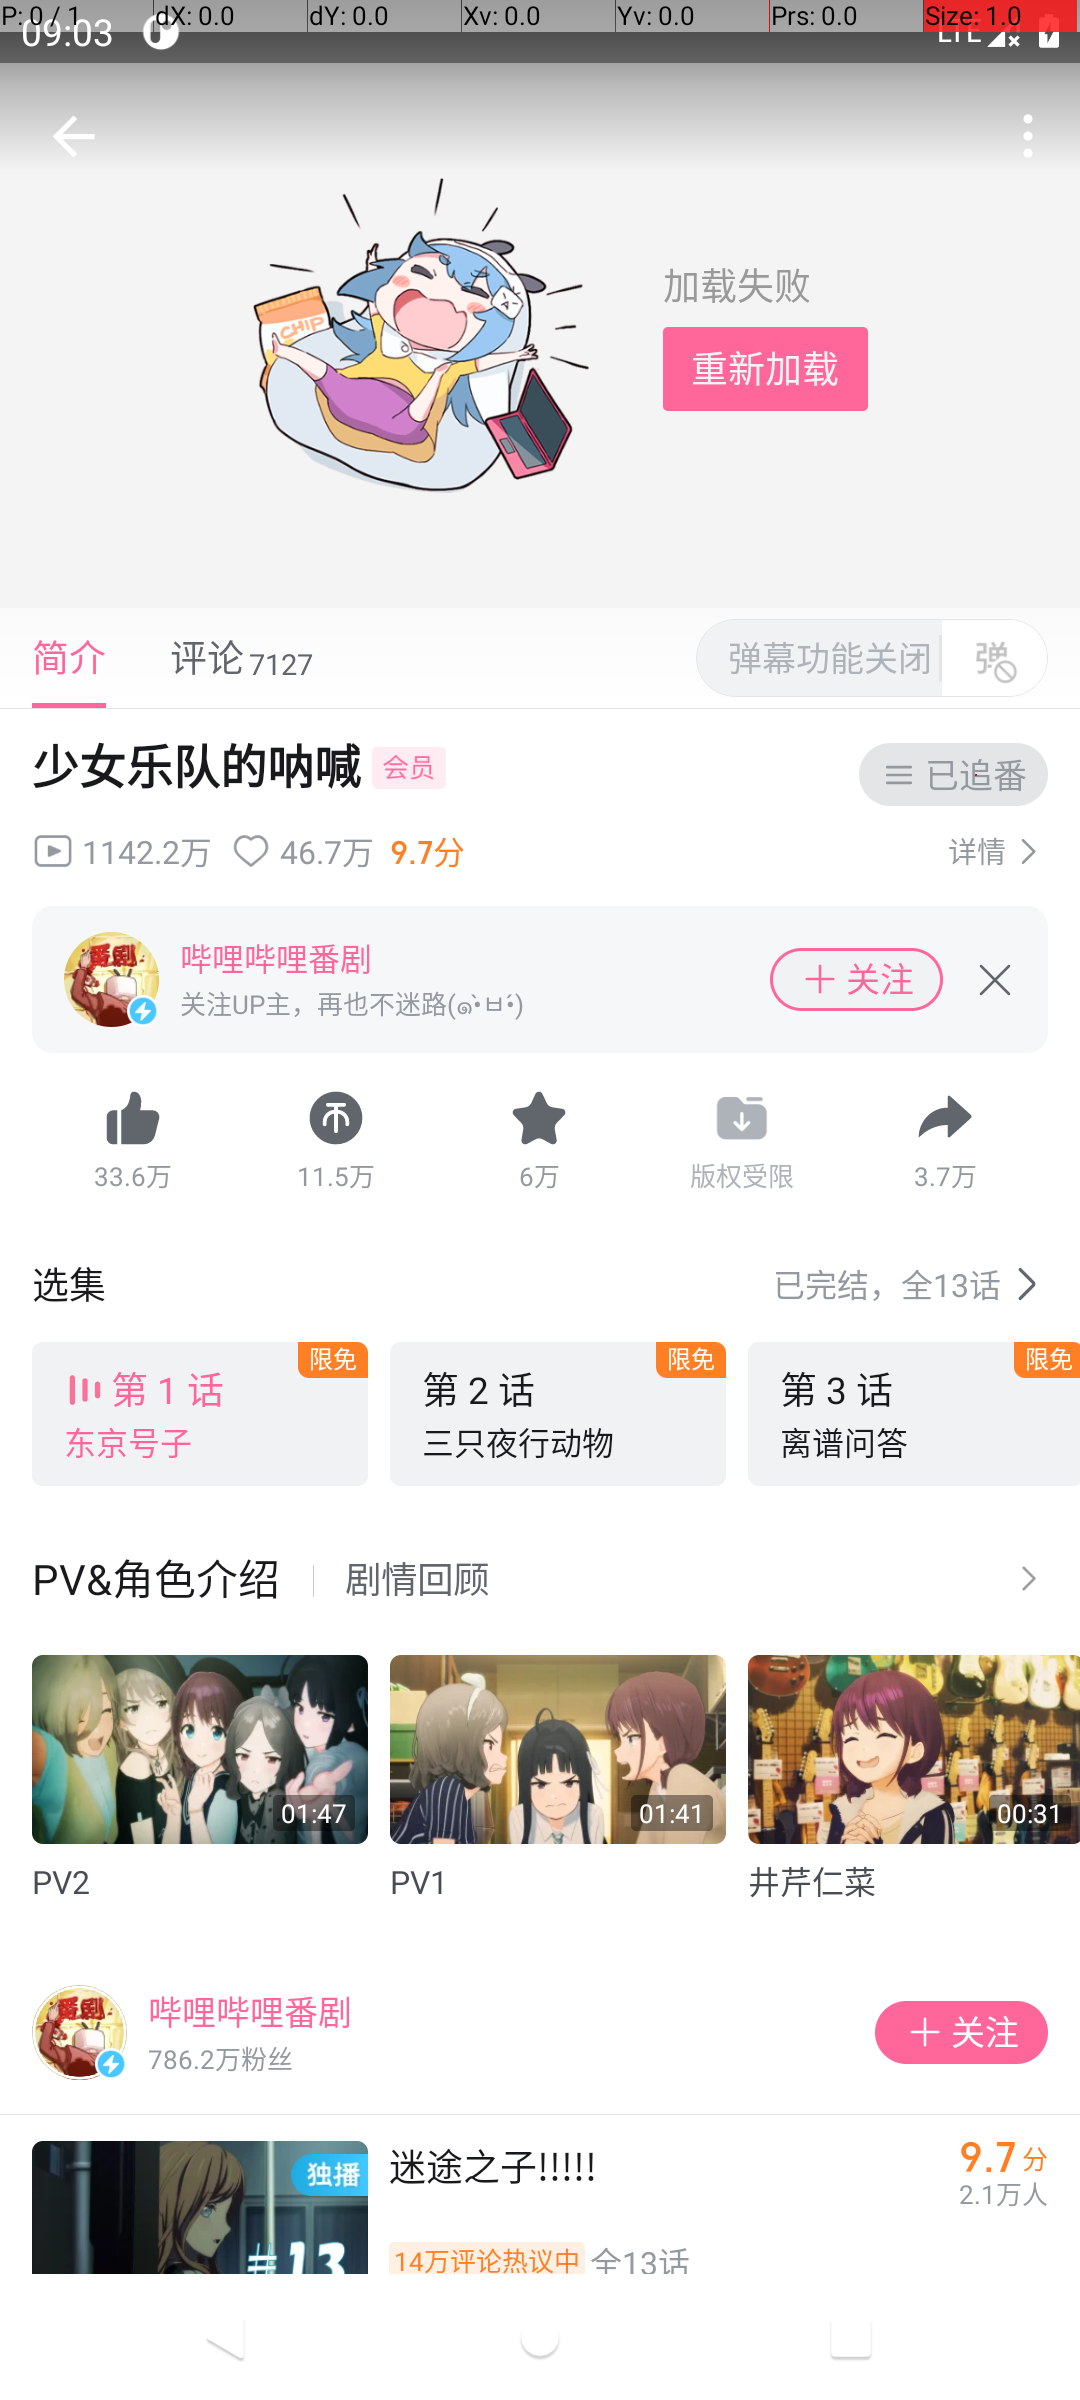 P: 0 / 1 dX: 0.0 dY: 0.0 Xv: 0.0 Yv: 0.0 Prs: 0.0 Size: 1.0
09:03 LTE
CHIP
加载失败
重新加载
简介 评论 7127 弹幕功能关闭 弹
少女乐队的呐喊 会员 已追番
1142.2万 46.7万 9.7分 详情
番剧
哔哩哔哩番剧
关注UP主，再也不迷路(๑•̀ㅂ•́)
+ 关注
33.6万 11.5万 6万 版权受限 3.7万
选集 已完结，全13话
限免 限免 限免
第 1 话 第 2 话 第 3 话
东京号子 三只夜行动物 离谱问答
PV&角色介绍 剧情回顾
01:47 01:41 00:31
PV2 PV1 井芹仁菜
番剧
哔哩哔哩番剧
786.2万粉丝
+ 关注
独播 迷途之子!!!!! 9.7 分
2.1万人
#13 14万评论热议中 全13话